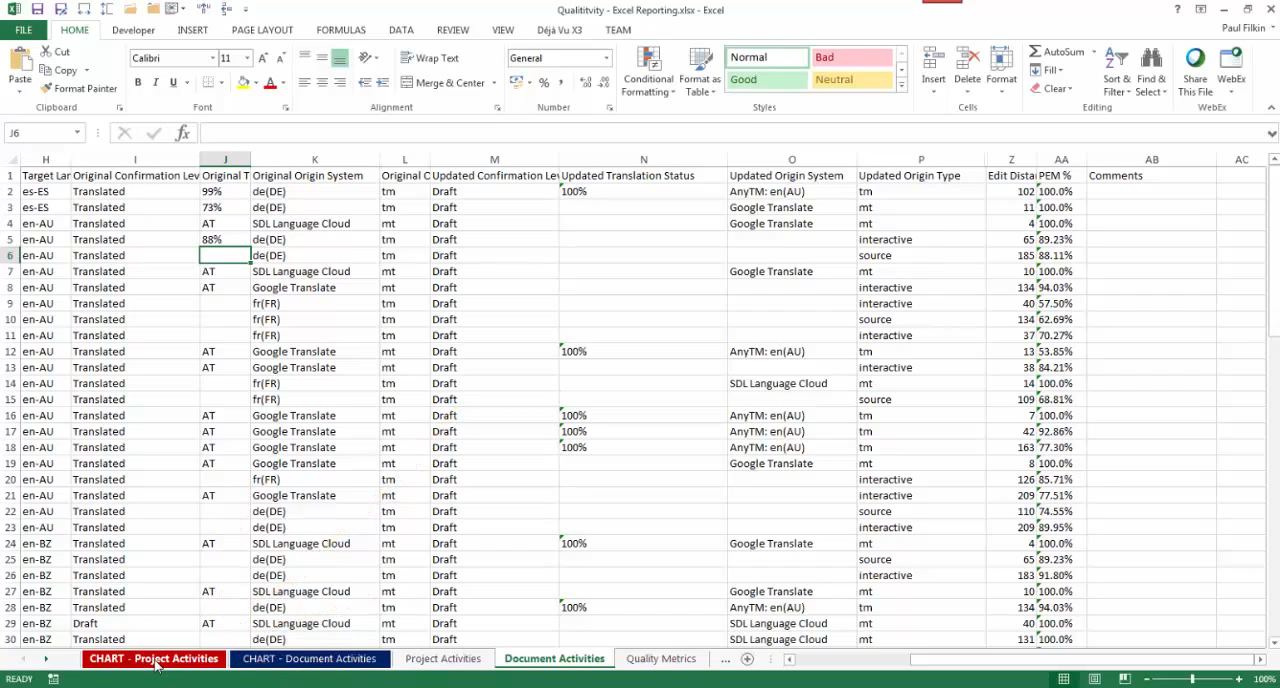 Qualititvity - Excel Reporting.xlsx - Excel
FILE HOME Developer INSERT PAGE LAYOUT FORMULAS DATA REVIEW VIEW Déjà Vu X3 TEAM Paul Filkin
Paste Cut Copy Format Painter Clipboard
Calibri 11 B I U Font
Wrap Text Merge & Center Alignment
General % Number
Conditional Formatting Format as Table Normal Bad Good Neutral Styles
Insert Delete Format Cells
AutoSum Fill Clear Sort & Filter Find & Select Editing
Share This File WebEx WebEx
J6 fx
H I J K L M N O P Z AA AB AC
1 Target Lan Original Confirmation Lev Original T Original Origin System Original O Updated Confirmation Lev Updated Translation Status Updated Origin System Updated Origin Type Edit Distan PEM % Comments
2 es-ES Translated 99% de(DE) tm Draft 100% AnyTM: en(AU) tm 102 100.0%
3 es-ES Translated 73% de(DE) tm Draft Google Translate mt 11 100.0%
4 en-AU Translated AT SDL Language Cloud mt Draft Google Translate mt 4 100.0%
5 en-AU Translated 88% de(DE) tm Draft interactive 65 89.23%
6 en-AU Translated de(DE) tm Draft source 185 88.11%
7 en-AU Translated AT SDL Language Cloud mt Draft Google Translate mt 10 100.0%
8 en-AU Translated AT Google Translate mt Draft interactive 134 94.03%
9 en-AU Translated fr(FR) tm Draft interactive 40 57.50%
10 en-AU Translated fr(FR) tm Draft source 134 62.69%
11 en-AU Translated fr(FR) tm Draft interactive 37 70.27%
12 en-AU Translated AT Google Translate mt Draft 100% AnyTM: en(AU) tm 13 53.85%
13 en-AU Translated AT Google Translate mt Draft interactive 38 84.21%
14 en-AU Translated fr(FR) tm Draft SDL Language Cloud mt 14 100.0%
15 en-AU Translated fr(FR) tm Draft source 109 68.81%
16 en-AU Translated AT Google Translate mt Draft 100% AnyTM: en(AU) tm 7 100.0%
17 en-AU Translated AT Google Translate mt Draft 100% AnyTM: en(AU) tm 42 92.86%
18 en-AU Translated AT Google Translate mt Draft 100% AnyTM: en(AU) tm 163 77.30%
19 en-AU Translated AT Google Translate mt Draft Google Translate mt 8 100.0%
20 en-AU Translated fr(FR) tm Draft interactive 126 85.71%
21 en-AU Translated AT Google Translate mt Draft interactive 209 77.51%
22 en-AU Translated de(DE) tm Draft source 110 74.55%
23 en-AU Translated de(DE) tm Draft interactive 209 89.95%
24 en-BZ Translated AT SDL Language Cloud mt Draft 100% Google Translate mt 4 100.0%
25 en-BZ Translated de(DE) tm Draft source 65 89.23%
26 en-BZ Translated de(DE) tm Draft interactive 183 91.80%
27 en-BZ Translated AT SDL Language Cloud mt Draft Google Translate mt 10 100.0%
28 en-BZ Translated de(DE) tm Draft 100% AnyTM: en(AU) tm 134 94.03%
29 en-BZ Draft AT SDL Language Cloud mt Draft SDL Language Cloud mt 40 100.0%
30 en-BZ Translated de(DE) tm Draft SDL Language Cloud mt 131 100.0%
CHART - Project Activities CHART - Document Activities Project Activities Document Activities Quality Metrics ...
READY 100%